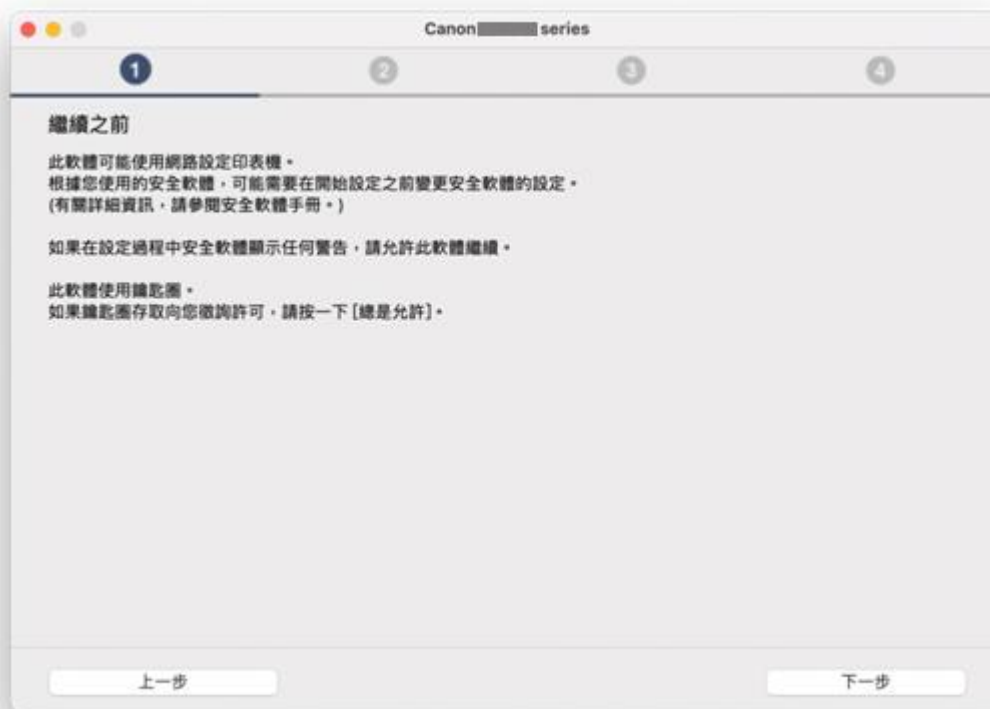 Canon series
1
2
3
4
繼續之前
此軟體可能使用網路設定印表機。
根據您使用的安全軟體，可能需要在開始設定之前變更安全軟體的設定。
(有關詳細資訊，請參閱安全軟體手冊。)
如果在設定過程中安全軟體顯示任何警告，請允許此軟體繼續。
此軟體使用鑰匙圈。
如果鑰匙圈存取向您徵詢許可，請按一下[總是允許]。
上一步
下一步